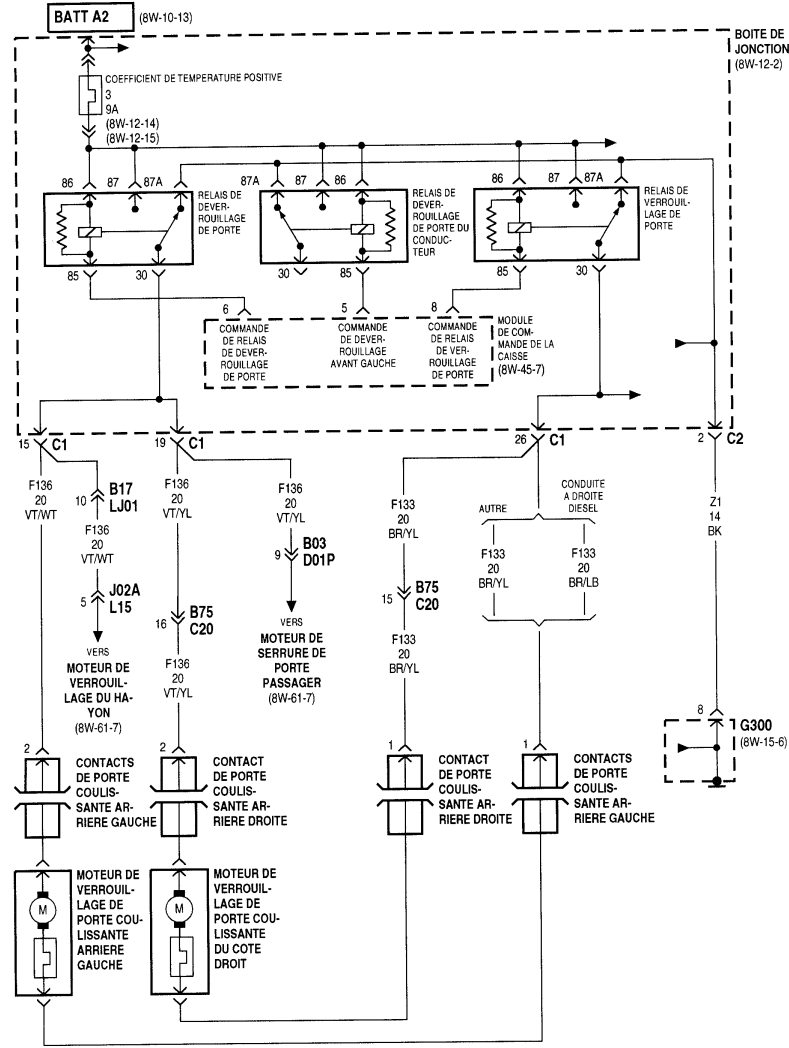 BATT A2
(8W-10-13)
BOITE DE
JONCTION
(8W-12-2)
COEFFICIENT DE TEMPERATURE POSITIVE
3
9A
(8W-12-14)
(8W-12-15)
86
87
87A
RELAIS DE
DEVER-
ROUILLAGE
DE PORTE
85
30
87A
87
86
RELAIS DE
DEVER-
ROUILLAGE
DE PORTE DU
CONDUC-
TEUR
30
85
86
87
87A
RELAIS DE
VERROUIL-
LAGE DE
PORTE
85
30
6
COMMANDE
DE RELAIS
DE DEVER-
ROUILLAGE
DE PORTE
5
COMMANDE
DE DEVER-
ROUILLAGE
AVANT GAUCHE
8
COMMANDE
DE RELAIS
DE VER-
ROUILLAGE
DE PORTE
MODULE
DE COM-
MANDE DE LA
CAISSE
(8W-45-7)
15
C1
19
C1
26
C1
2
C2
F136
20
VT/WT
10
B17
LJ01
F136
20
VT/WT
5
J02A
L15
VERS
MOTEUR DE
VERROUIL-
LAGE DU HA-
YON
(8W-61-7)
F136
20
VT/YL
16
B75
C20
F136
20
VT/YL
F136
20
VT/YL
9
B03
D01P
VERS
MOTEUR DE
SERRURE DE
PORTE
PASSAGER
(8W-61-7)
F133
20
BR/YL
15
B75
C20
F133
20
BR/YL
AUTRE
CONDUITE
A DROITE
DIESEL
F133
20
BR/YL
F133
20
BR/LB
Z1
14
BK
8
G300
(8W-15-6)
2
CONTACTS
DE PORTE
COULIS-
SANTE AR-
RIERE GAUCHE
2
CONTACT
DE PORTE
COULIS-
SANTE AR-
RIERE DROITE
1
CONTACT
DE PORTE
COULIS-
SANTE AR-
RIERE DROITE
1
CONTACTS
DE PORTE
COULIS-
SANTE AR-
RIERE GAUCHE
M
MOTEUR DE
VERROUIL-
LAGE DE
PORTE COU-
LISSANTE
ARRIERE
GAUCHE
M
MOTEUR DE
VERROUIL-
LAGE DE
PORTE COU-
LISSANTE
DU COTE
DROIT